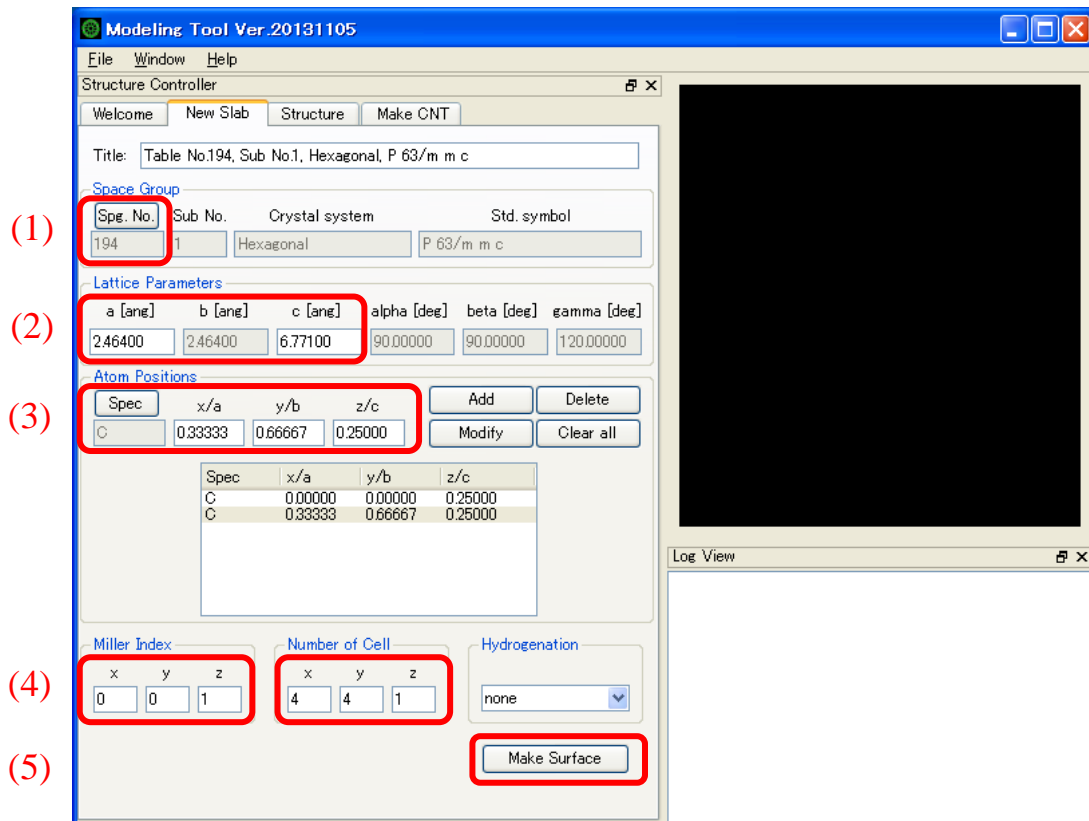 Modeling Tool Ver.20131105
File Window Help
Structure Controller
Welcome New Slab Structure Make CNT
Title: Table No.194, Sub No.1, Hexagonal, P 63/m m c
Space Group
(1)
Spg. No. Sub No. Crystal system Std. symbol
194 1 Hexagonal P 63/m m c
Lattice Parameters
(2)
a [ang] b [ang] c [ang] alpha [deg] beta [deg] gamma [deg]
2.46400 2.46400 6.77100 90.00000 90.00000 120.00000
Atom Positions
(3)
Spec x/a y/b z/c Add Delete
C 0.33333 0.66667 0.25000 Modify Clear all
Spec x/a y/b z/c
C 0.00000 0.00000 0.25000
C 0.33333 0.66667 0.25000
Log View
Miller Index Number of Cell Hydrogenation
(4)
x y z x y z
0 0 1 4 4 1 none
(5)
Make Surface